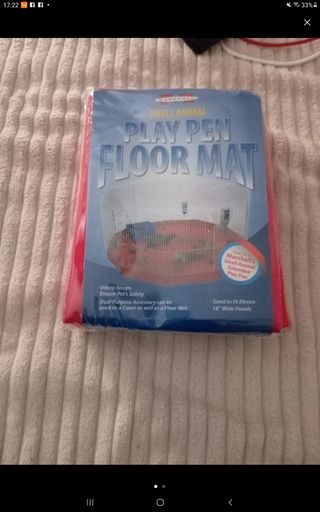 17:22
33%
MARSHALL
SMALL ANIMAL
PLAY PEN
FLOOR MAT
Marshall's
Small Animal
Extended
Play Pen
· Velcro Straps
Ensure Pet's Safety
· Dual Purpose Accessory can be
used as a Cover as well as a Floor Mat
· Sized to Fit Eleven
18" Wide Panels